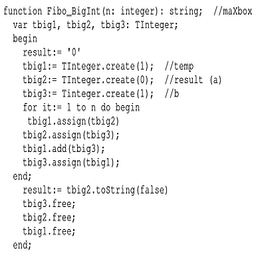 function Fibo_BigInt(n: integer): string;  //maXbox
  var tbig1, tbig2, tbig3: TInteger;
  begin
    result:= '0'
    tbig1:= TInteger.create(1);  //temp
    tbig2:= TInteger.create(0);  //result (a)
    tbig3:= Tinteger.create(1);  //b
    for it:= 1 to n do begin
     tbig1.assign(tbig2)
    tbig2.assign(tbig3);
    tbig1.add(tbig3);
    tbig3.assign(tbig1);
  end;
    result:= tbig2.toString(false)
    tbig3.free;
    tbig2.free;
    tbig1.free;
  end;